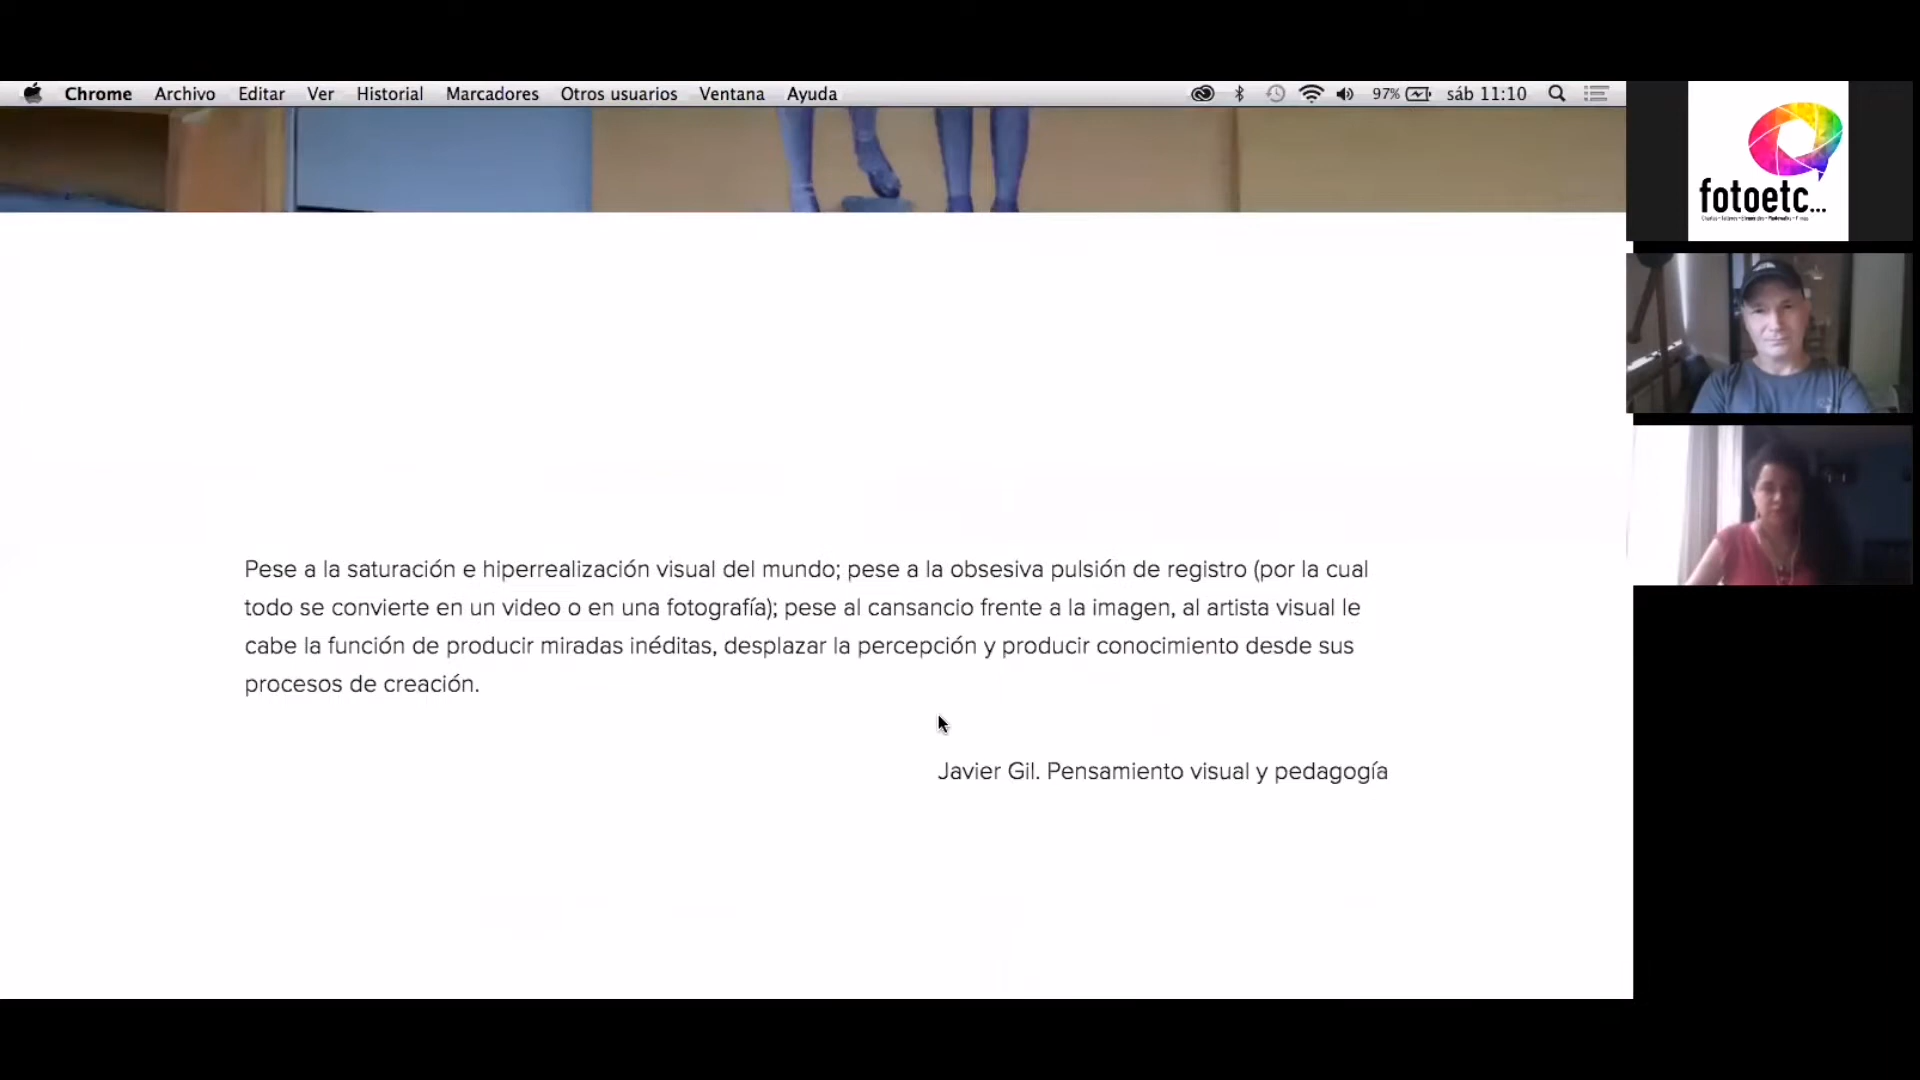 Chrome Archivo Editar Ver Historial Marcadores Otros usuarios Ventana Ayuda 97% sáb 11:10
fotoetc...
Pese a la saturación e hiperrealización visual del mundo; pese a la obsesiva pulsión de registro (por la cual
todo se convierte en un video o en una fotografía); pese al cansancio frente a la imagen, al artista visual le
cabe la función de producir miradas inéditas, desplazar la percepción y producir conocimiento desde sus
procesos de creación.
Javier Gil. Pensamiento visual y pedagogía